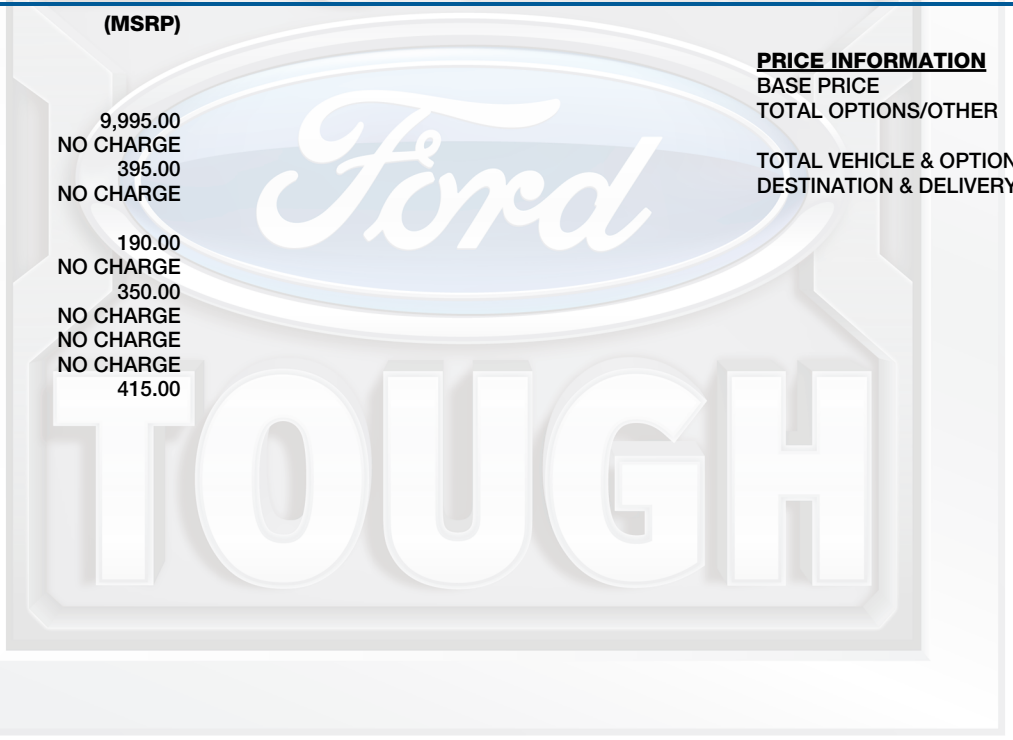 (MSRP)
9,995.00
NO CHARGE
395.00
NO CHARGE
190.00
NO CHARGE
350.00
NO CHARGE
NO CHARGE
NO CHARGE
415.00
PRICE INFORMATION
BASE PRICE
TOTAL OPTIONS/OTHER
TOTAL VEHICLE & OPTION
DESTINATION & DELIVERY
Ford
TOUGH